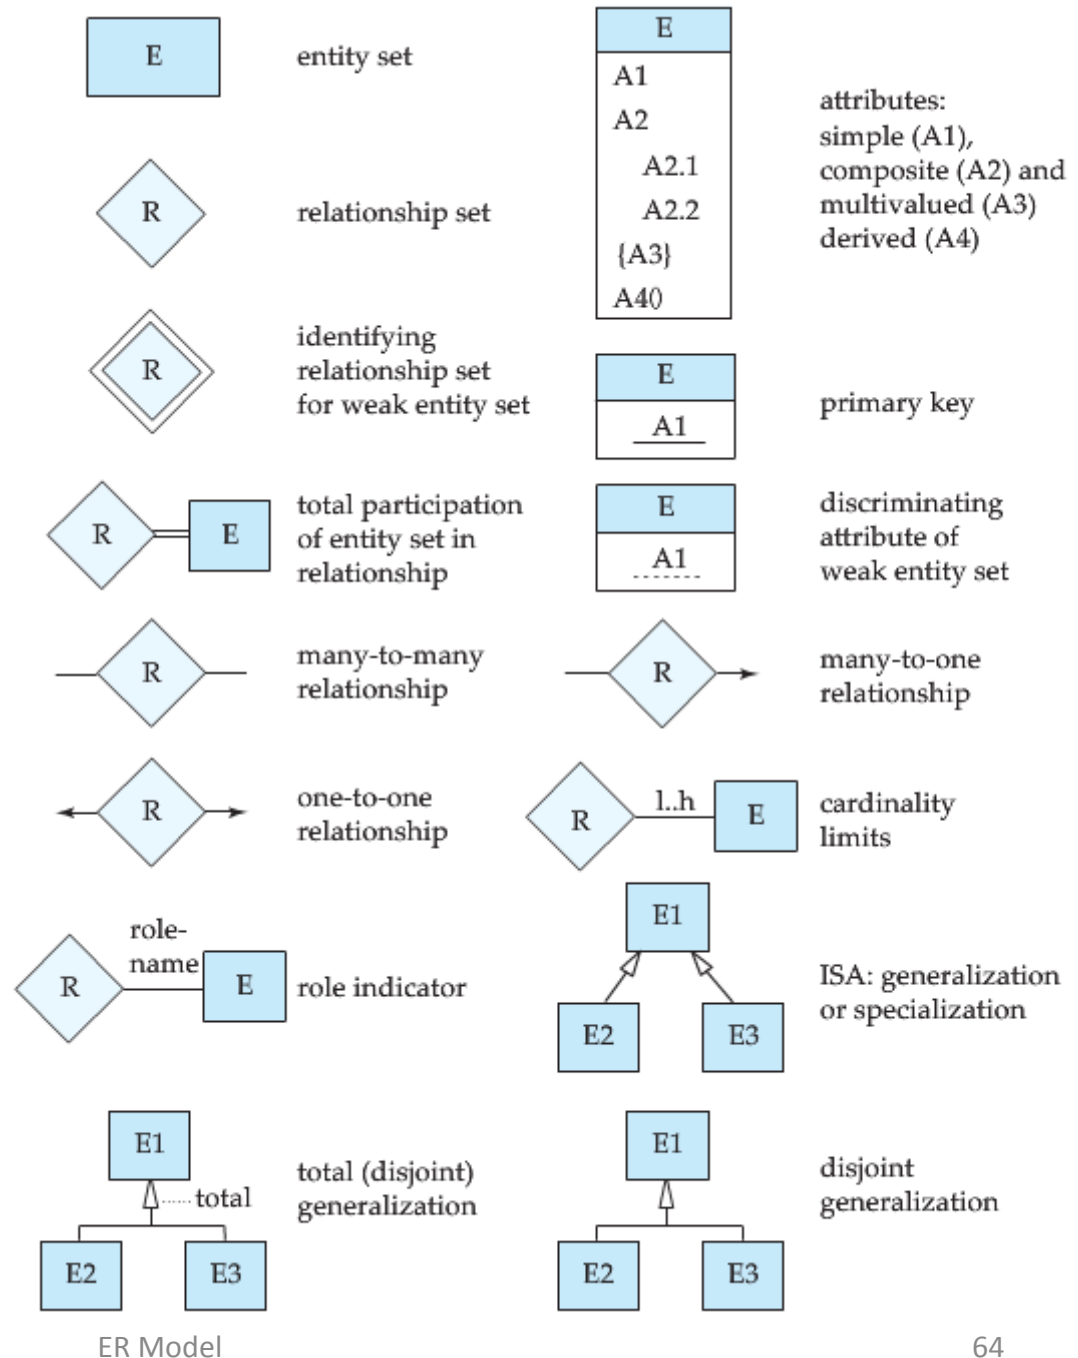 E
entity set
R
relationship set
R
identifying
relationship set
for weak entity set
R
E
total participation
of entity set in
relationship
R
many-to-many
relationship
R
one-to-one
relationship
R
role-
name
E
role indicator
E1
total
E2
E3
total (disjoint)
generalization
E
A1
A2
A2.1
A2.2
{A3}
A40
attributes:
simple (A1),
composite (A2) and
multivalued (A3)
derived (A4)
E
A1
primary key
E
A1
discriminating
attribute of
weak entity set
R
many-to-one
relationship
R
l..h
E
cardinality
limits
E1
E2
E3
ISA: generalization
or specialization
E1
E2
E3
disjoint
generalization
ER Model
64